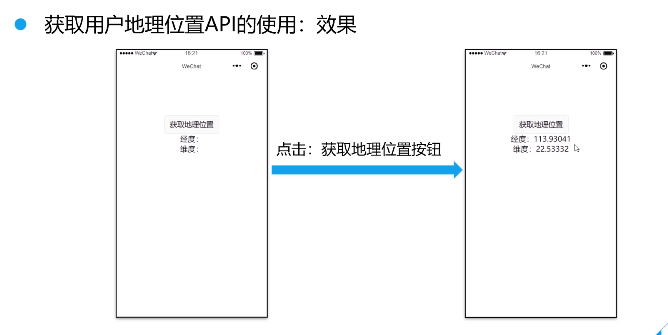 获取用户地理位置API的使用：效果
WeChat
16:21
100%
WeChat
获取地理位置
经度：
维度：
点击：获取地理位置按钮
WeChat
16:21
100%
WeChat
获取地理位置
经度：113.93041
维度：22.53332